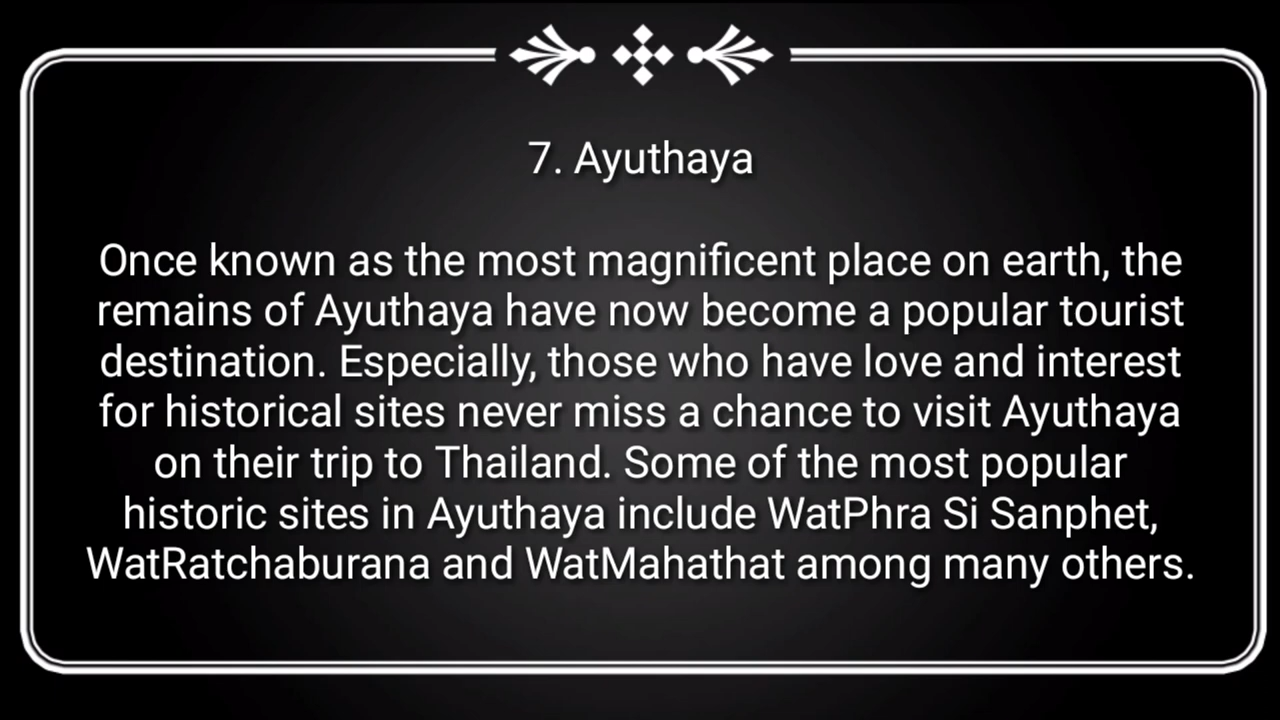 7. Ayuthaya
Once known as the most magnificent place on earth, the
remains of Ayuthaya have now become a popular tourist
destination. Especially, those who have love and interest
for historical sites never miss a chance to visit Ayuthaya
on their trip to Thailand. Some of the most popular
historic sites in Ayuthaya include WatPhra Si Sanphet,
WatRatchaburana and WatMahathat among many others.